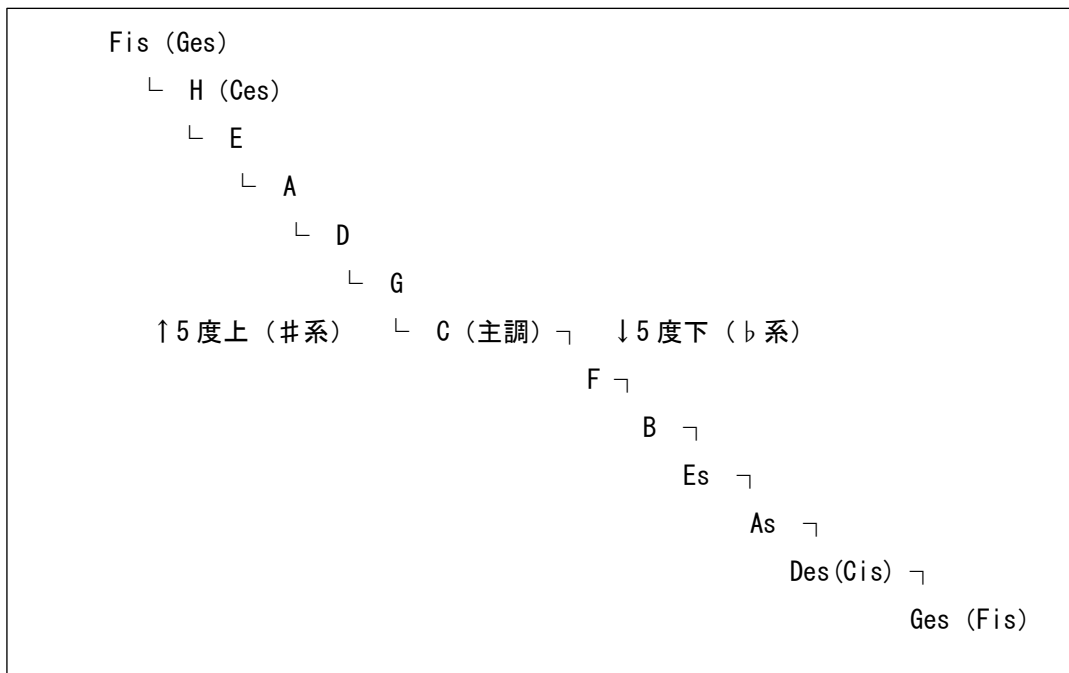 Fis (Ges)
└ H (Ces)
└ E
└ A
└ D
└ G
↑5度上（♯系） └ C（主調）┐ ↓5度下（♭系）
F ┐
B ┐
Es ┐
As ┐
Des(Cis) ┐
Ges (Fis)